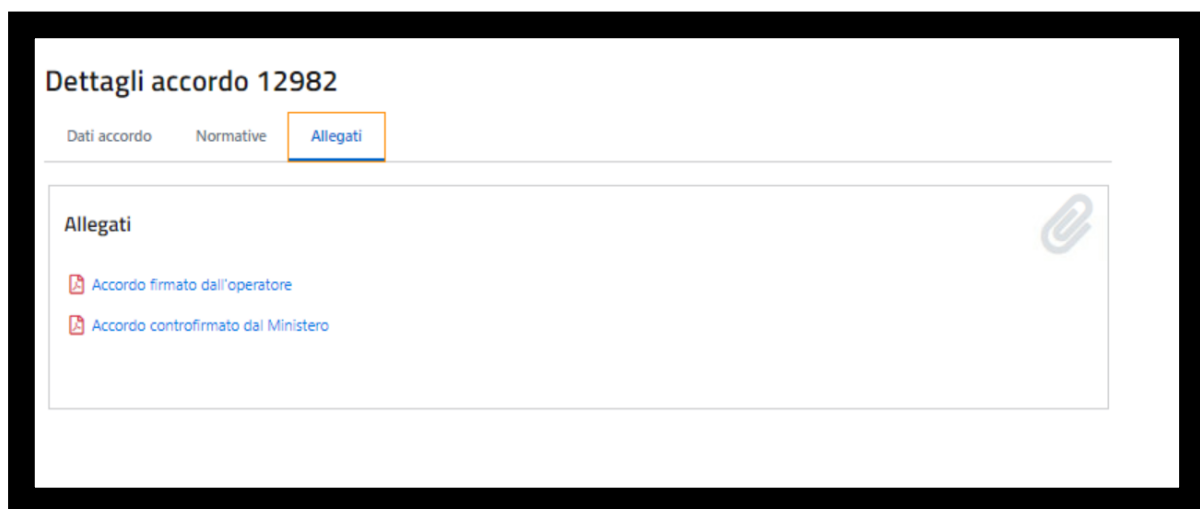 Dettagli accordo 12982
Dati accordo Normative Allegati
Allegati
Accordo firmato dall'operatore
Accordo controfirmato dal Ministero